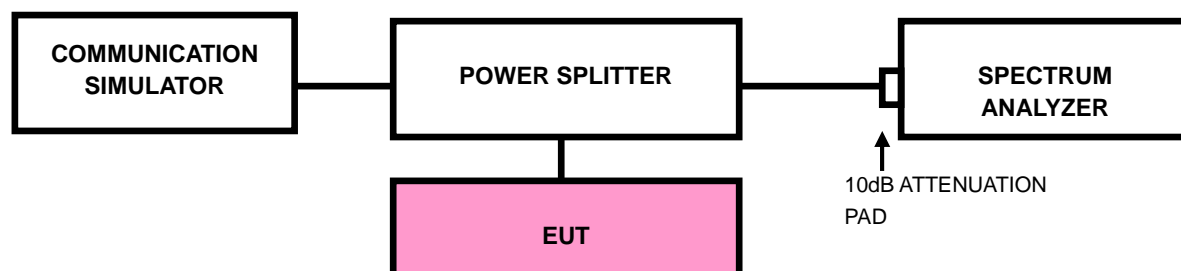 COMMUNICATION
SIMULATOR
POWER SPLITTER
SPECTRUM
ANALYZER
10dB ATTENUATION
PAD
EUT